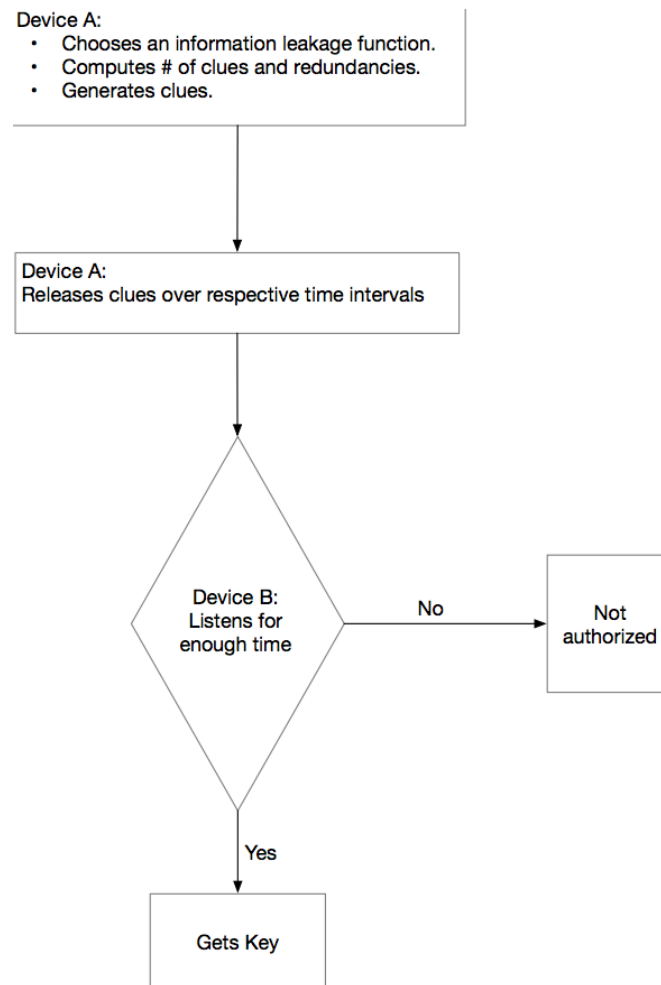 Device A:
• Chooses an information leakage function.
• Computes # of clues and redundancies.
• Generates clues.
Device A:
Releases clues over respective time intervals
Device B:
Listens for
enough time
No
Not
authorized
Yes
Gets Key